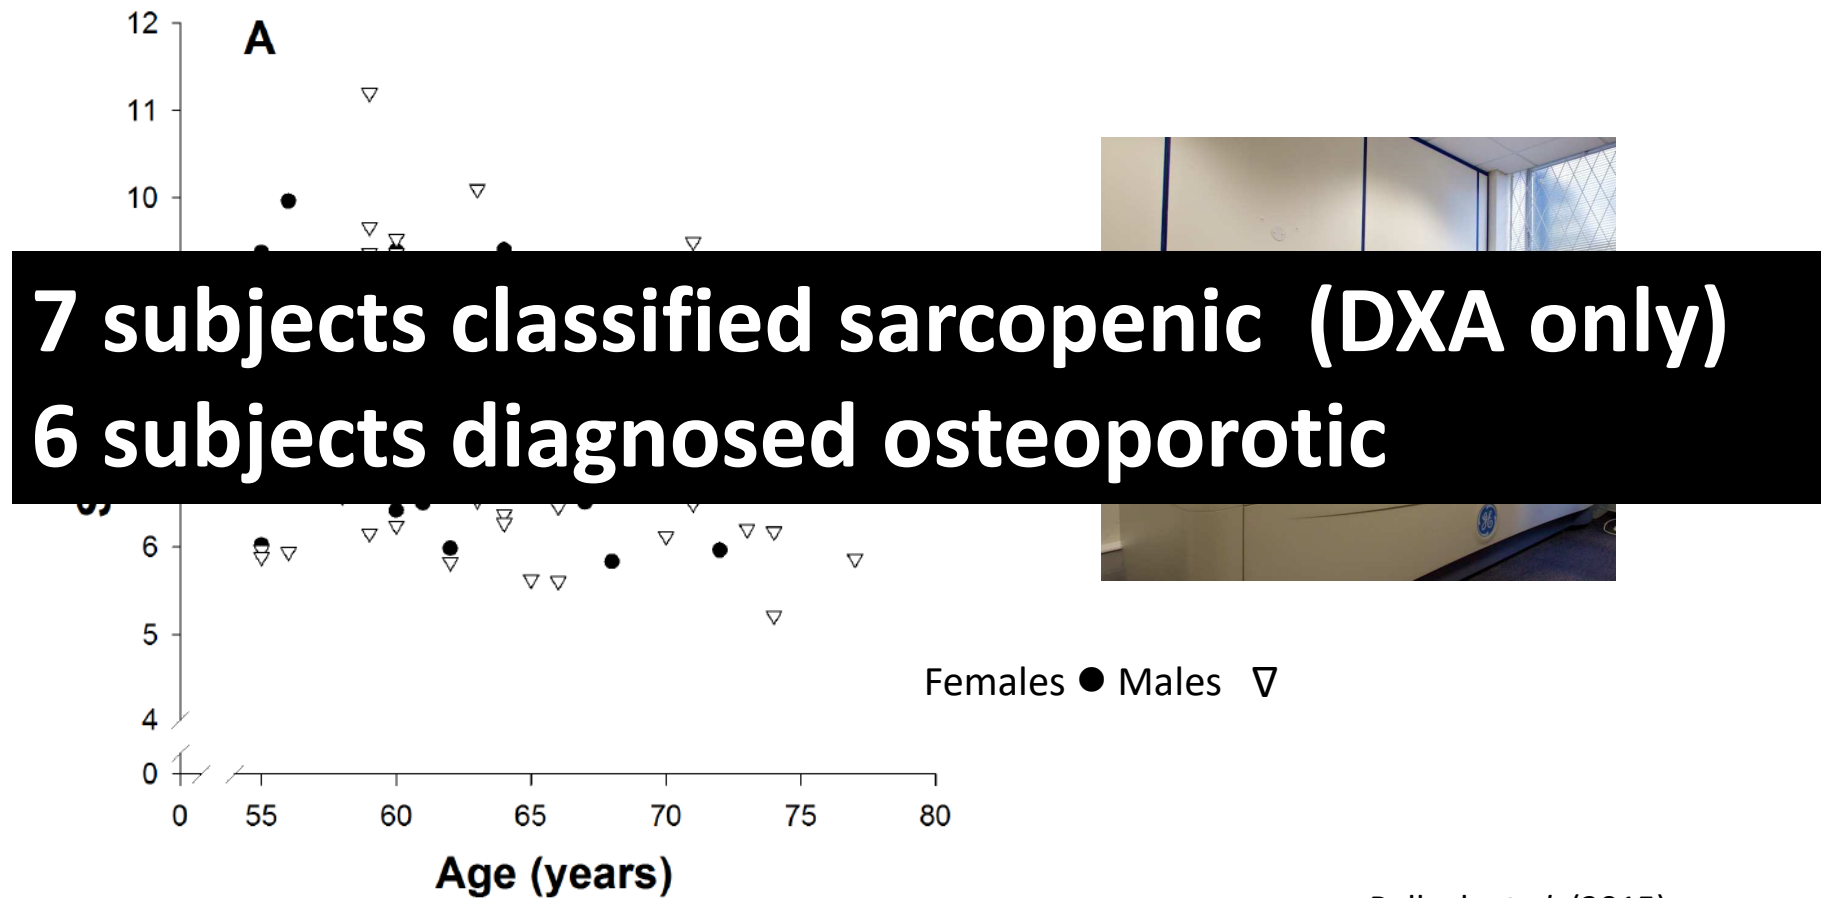 12
A
11
10
7 subjects classified sarcopenic (DXA only)
6 subjects diagnosed osteoporotic
6
5
Females ● Males ∇
4
0
0 55 60 65 70 75 80
Age (years)